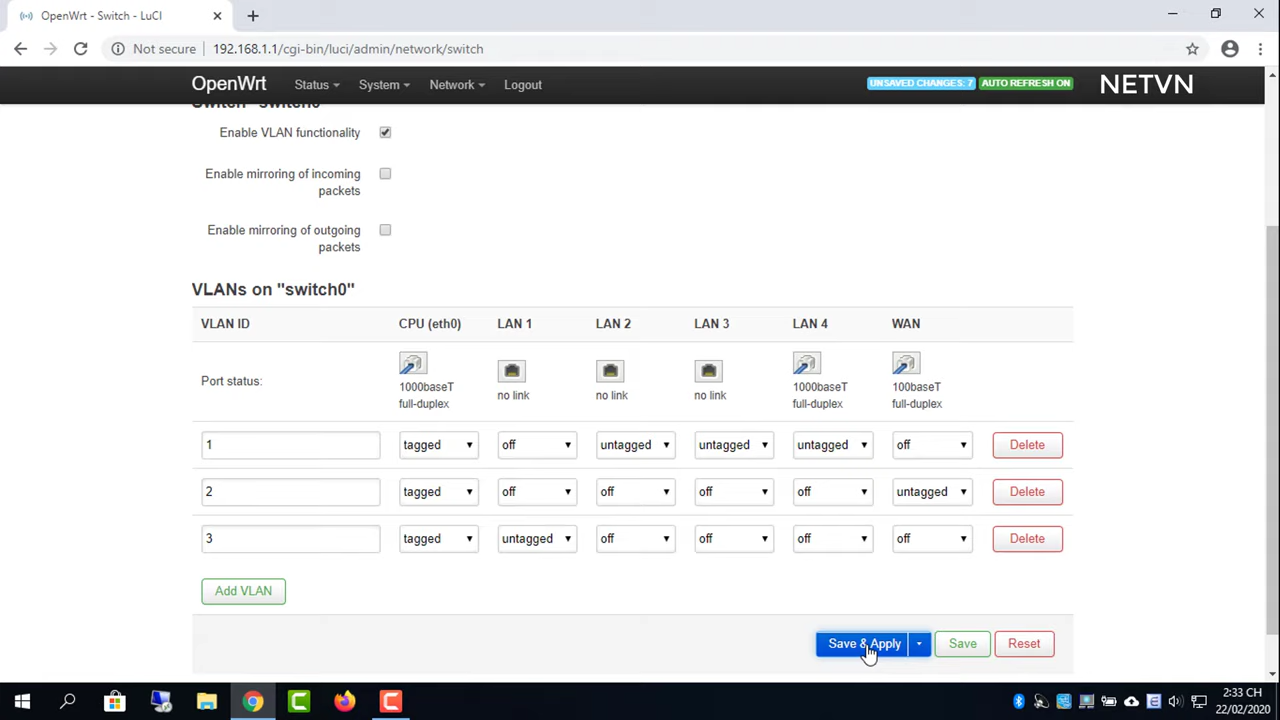 OpenWrt - Switch - LuCI
Not secure
192.168.1.1/cgi-bin/luci/admin/network/switch
OpenWrt
Status
System
Network
Logout
UNSAVED CHANGES: 7
AUTO REFRESH ON
NETVN
Switch "switch0"
Enable VLAN functionality
Enable mirroring of incoming
packets
Enable mirroring of outgoing
packets
VLANs on "switch0"
VLAN ID CPU (eth0) LAN 1 LAN 2 LAN 3 LAN 4 WAN
Port status:
1000baseT no link no link no link 1000baseT 100baseT
full-duplex full-duplex full-duplex
1 tagged off untagged untagged untagged off Delete
2 tagged off off off off untagged Delete
3 tagged untagged off off off off Delete
Add VLAN
Save & Apply Save Reset
2:33 CH
22/02/2020